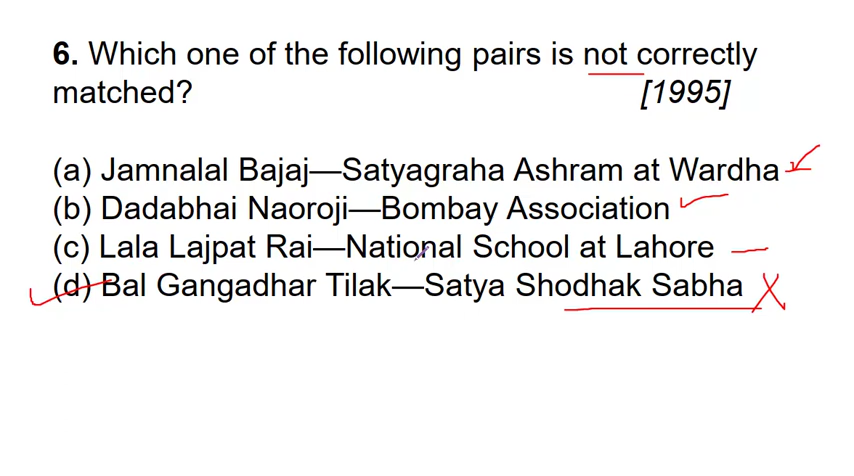 6. Which one of the following pairs is not correctly
matched? [1995]
(a) Jamnalal Bajaj—Satyagraha Ashram at Wardha
(b) Dadabhai Naoroji—Bombay Association
(c) Lala Lajpat Rai—National School at Lahore
(d) Bal Gangadhar Tilak—Satya Shodhak Sabha